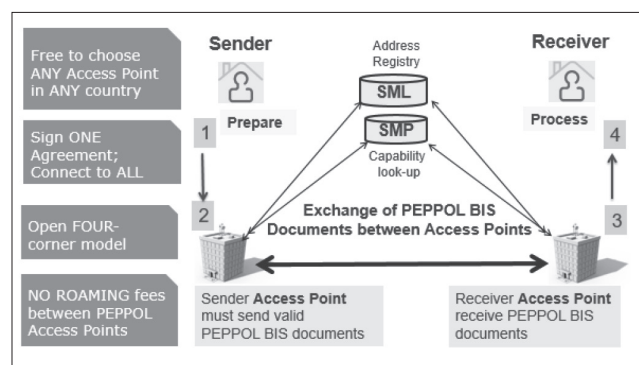 Free to choose
ANY Access Point
in ANY country
Sign ONE
Agreement;
Connect to ALL
Open FOUR-
corner model
NO ROAMING fees
between PEPPOL
Access Points
Sender
Prepare
1
2
Address
Registry
SML
SMP
Capability
look-up
Receiver
Process
4
3
Exchange of PEPPOL BIS
Documents between Access Points
Sender Access Point
must send valid
PEPPOL BIS documents
Receiver Access Point
receive PEPPOL BIS
documents